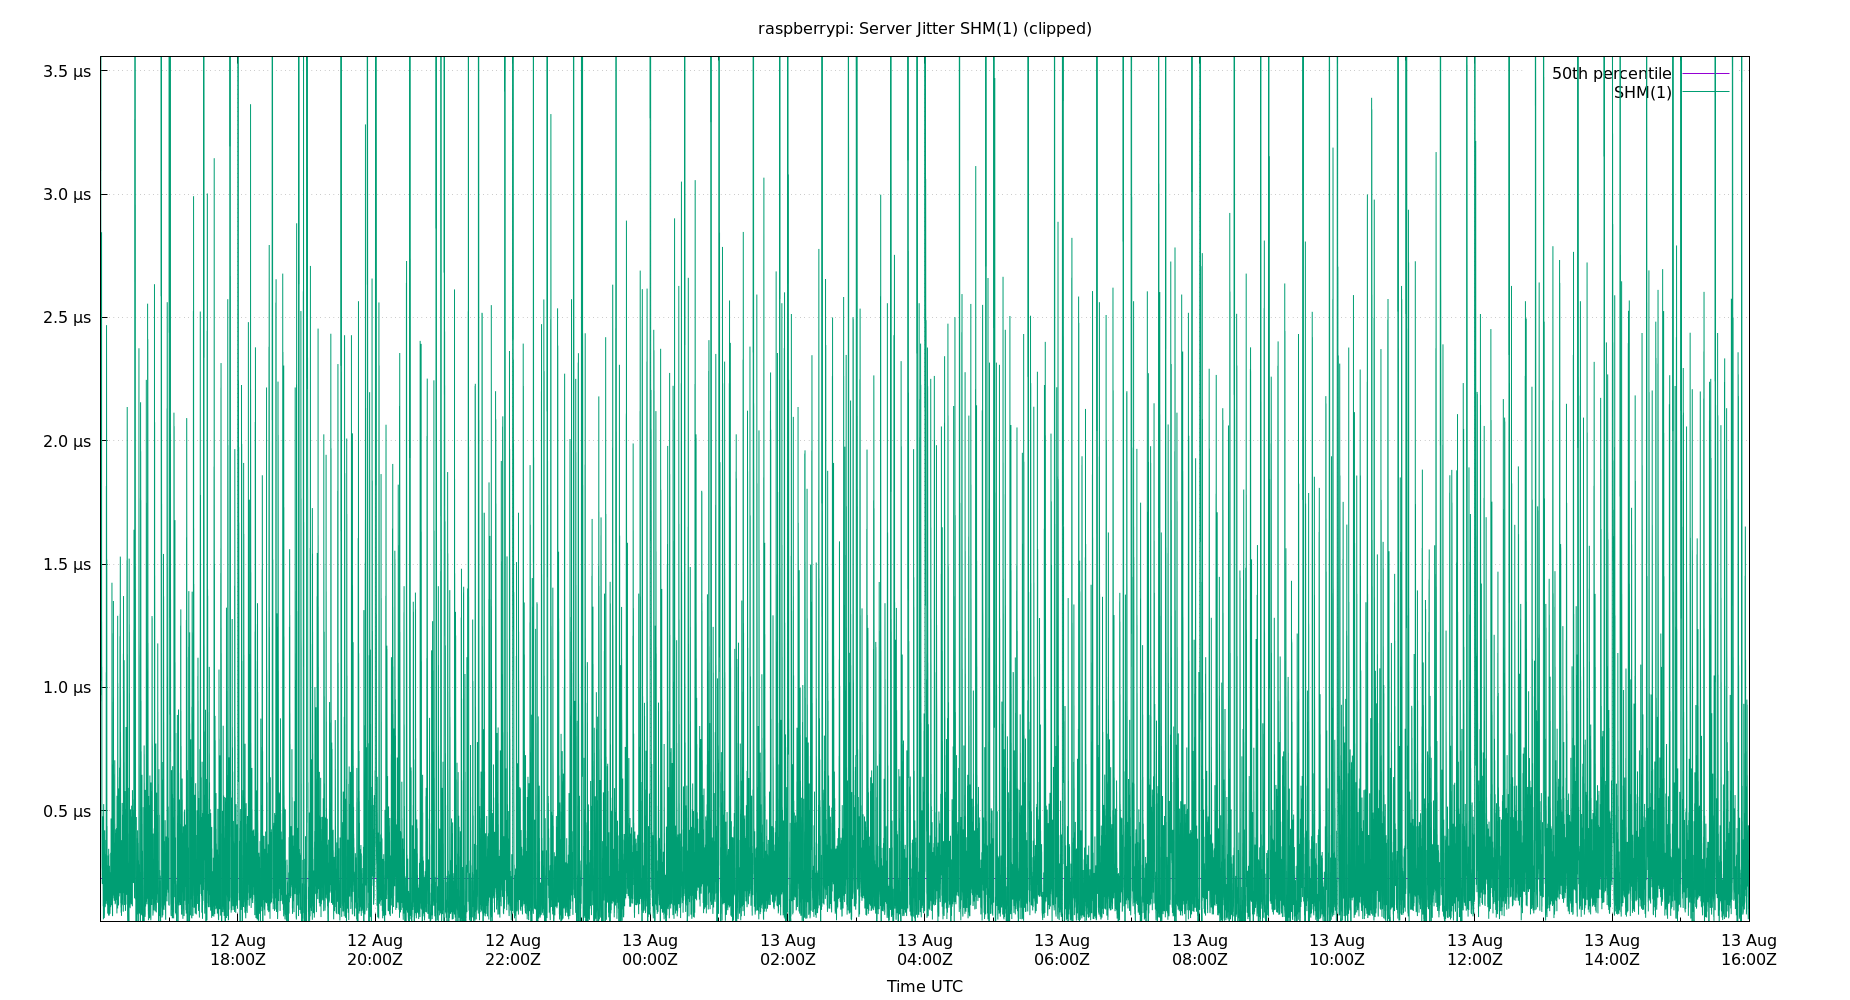 raspberrypi: Server Jitter SHM(1) (clipped)
50th percentile
SHM(1)
3.5 μs
3.0 μs
2.5 μs
2.0 μs
1.5 μs
1.0 μs
0.5 μs
12 Aug 12 Aug 12 Aug 13 Aug 13 Aug 13 Aug 13 Aug 13 Aug 13 Aug 13 Aug 13 Aug 13 Aug
18:00Z 20:00Z 22:00Z 00:00Z 02:00Z 04:00Z 06:00Z 08:00Z 10:00Z 12:00Z 14:00Z 16:00Z
Time UTC